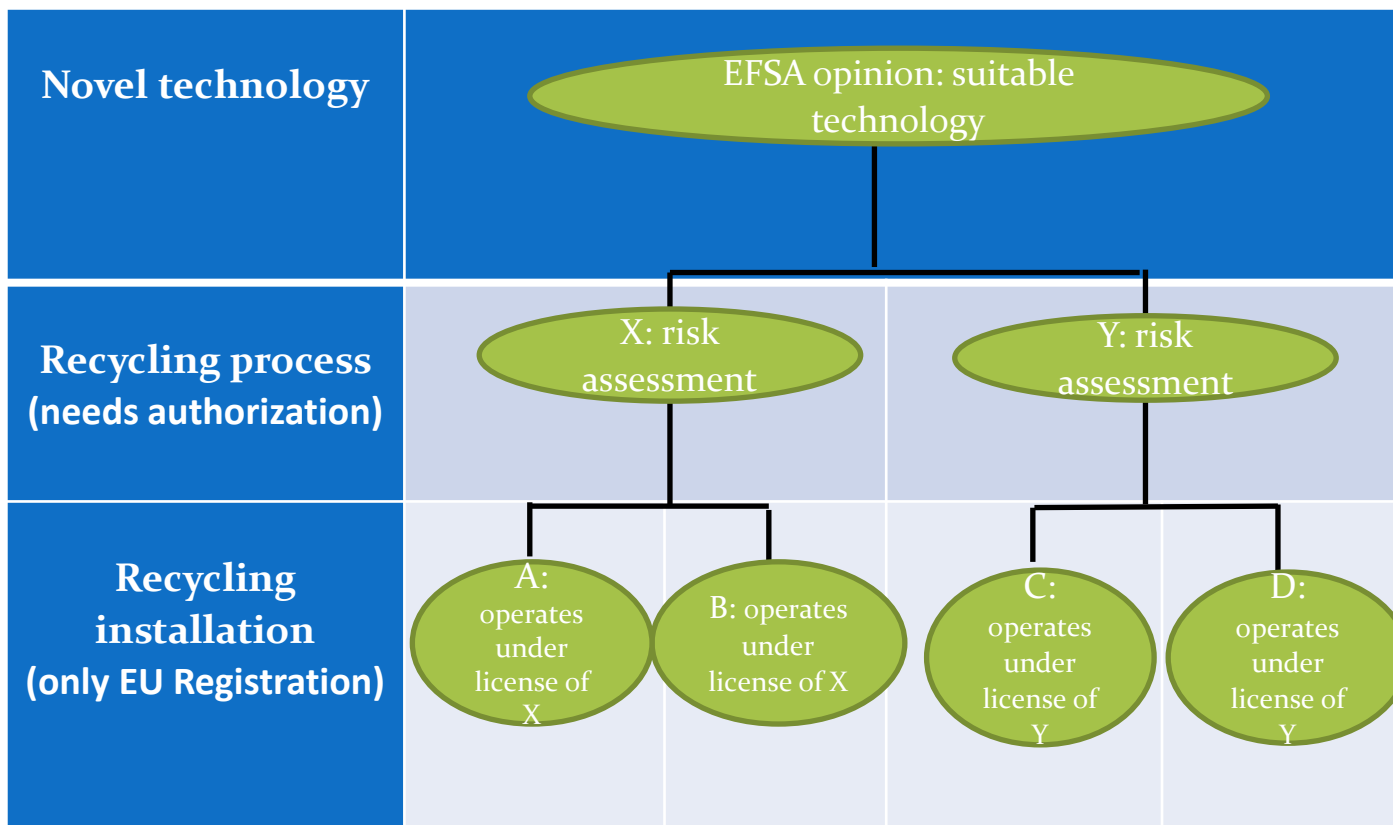 Novel technology
EFSA opinion: suitable
technology
Recycling process
(needs authorization)
X: risk
assessment
Y: risk
assessment
Recycling
installation
(only EU Registration)
A:
operates
under
license of
X
B: operates
under
license of X
C:
operates
under
license of
Y
D:
operates
under
license of
Y